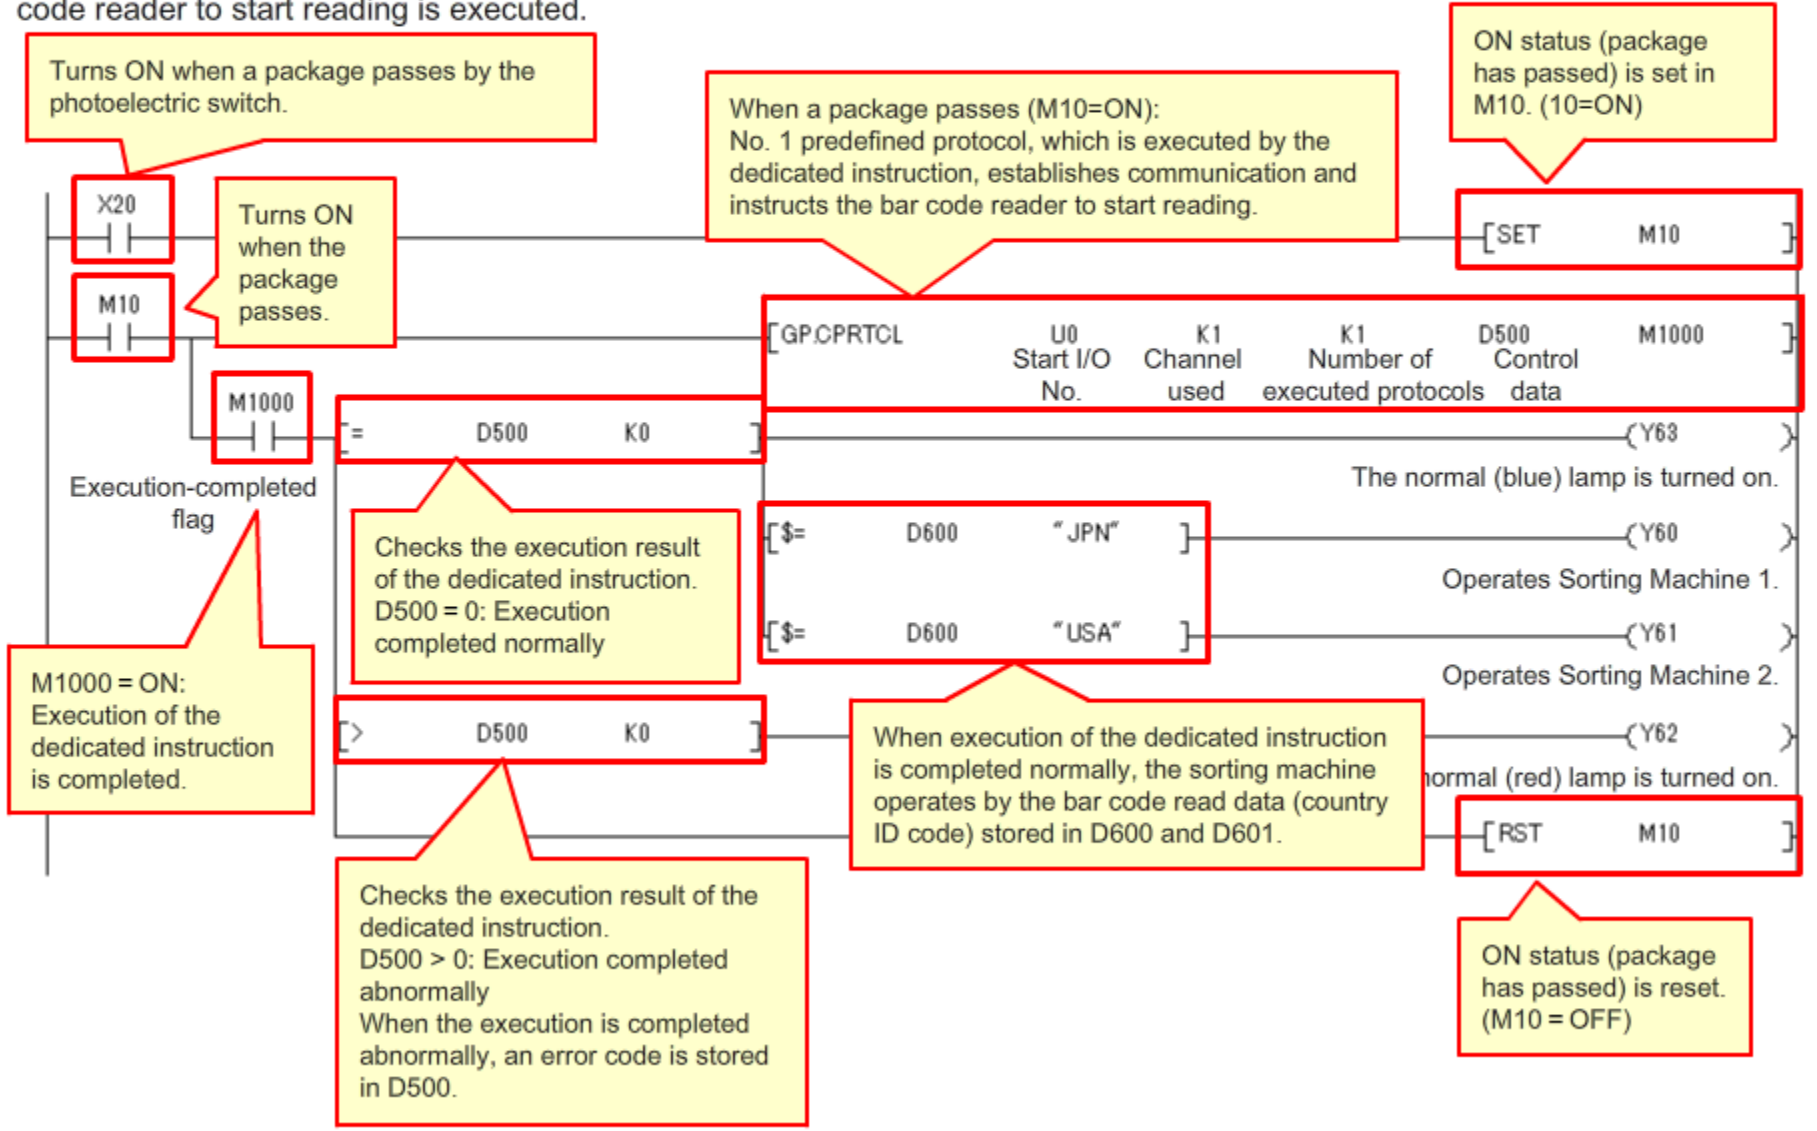 code reader to start reading is executed.
Turns ON when a package passes by the
photoelectric switch.
ON status (package
has passed) is set in
M10. (10=ON)
When a package passes (M10=ON):
No. 1 predefined protocol, which is executed by the
dedicated instruction, establishes communication and
instructs the bar code reader to start reading.
X20
Turns ON
when the
package
passes.
[SET M10 ]
M10
[GP.CPRTCL U0 K1 K1 D500 M1000 ]
Start I/O Channel Number of Control
No. used executed protocols data
M1000
[= D500 K0 ]
(Y63 )
Execution-completed
flag
The normal (blue) lamp is turned on.
[$= D600 "JPN" ]
(Y60 )
Operates Sorting Machine 1.
Checks the execution result
of the dedicated instruction.
D500 = 0: Execution
completed normally
[$= D600 "USA" ]
(Y61 )
Operates Sorting Machine 2.
M1000 = ON:
Execution of the
dedicated instruction
is completed.
[> D500 K0 ]
(Y62 )
When execution of the dedicated instruction
is completed normally, the sorting machine
operates by the bar code read data (country
ID code) stored in D600 and D601.
normal (red) lamp is turned on.
[RST M10 ]
Checks the execution result of the
dedicated instruction.
D500 > 0: Execution completed
abnormally
When the execution is completed
abnormally, an error code is stored
in D500.
ON status (package
has passed) is reset.
(M10 = OFF)